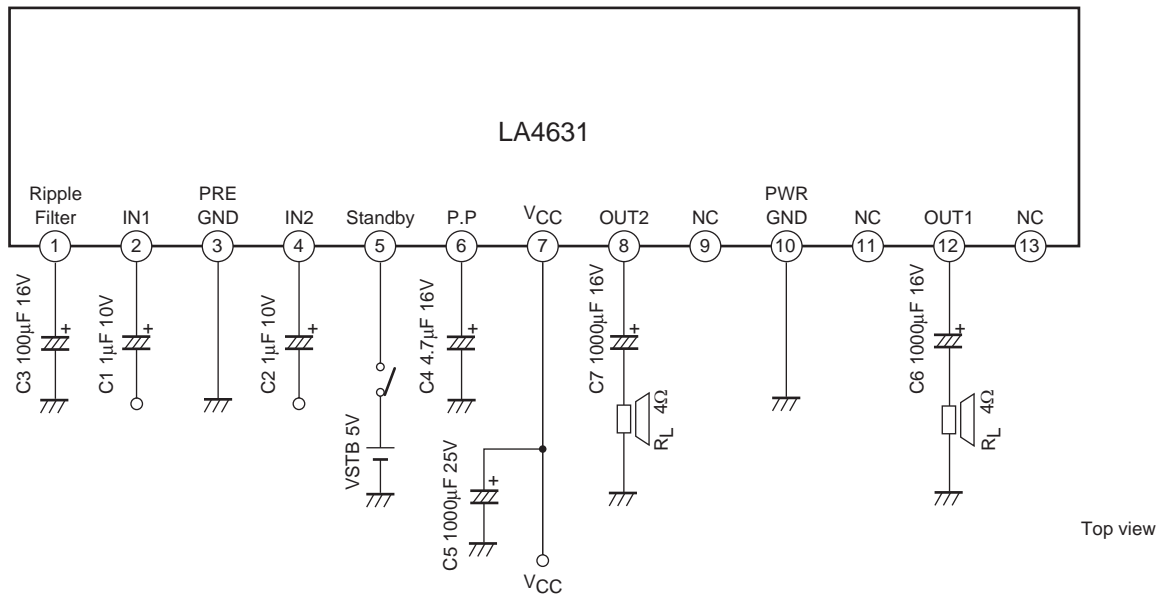 LA4631
Ripple
Filter
IN1
PRE
GND
IN2
Standby
P.P
VCC
OUT2
NC
PWR
GND
NC
OUT1
NC
1
2
3
4
5
6
7
8
9
10
11
12
13
C3 100µF 16V
+
C1 1µF 10V
+
C2 1µF 10V
+
VSTB 5V
C4 4.7µF 16V
+
C5 1000µF 25V
+
VCC
C7 1000µF 16V
+
RL 4Ω
C6 1000µF 16V
+
RL 4Ω
Top view